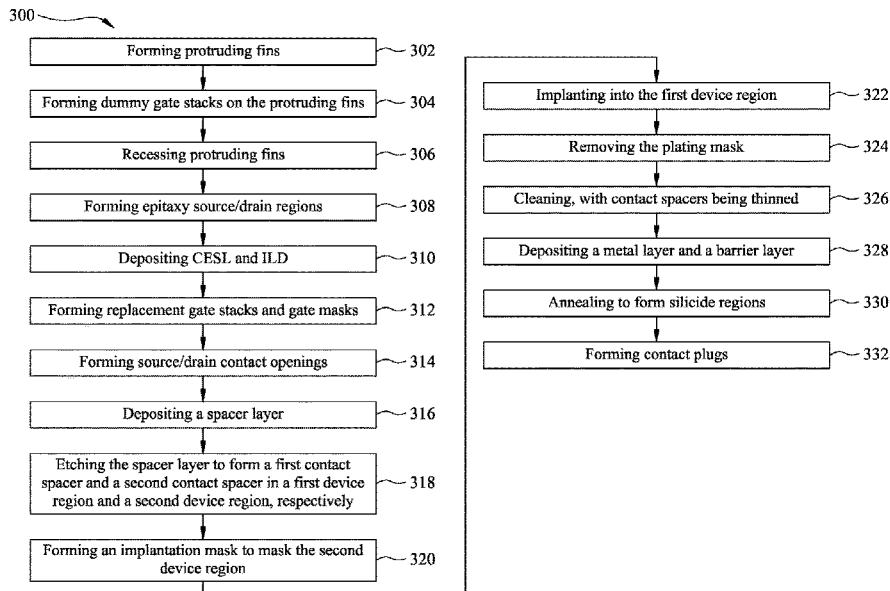 300
Forming protruding fins
302
Forming dummy gate stacks on the protruding fins
304
Recessing protruding fins
306
Forming epitaxy source/drain regions
308
Depositing CESL and ILD
310
Forming replacement gate stacks and gate masks
312
Forming source/drain contact openings
314
Depositing a spacer layer
316
Etching the spacer layer to form a first contact
spacer and a second contact spacer in a first device
region and a second device region, respectively
318
Forming an implantation mask to mask the second
device region
320
Implanting into the first device region
322
Removing the plating mask
324
Cleaning, with contact spacers being thinned
326
Depositing a metal layer and a barrier layer
328
Annealing to form silicide regions
330
Forming contact plugs
332